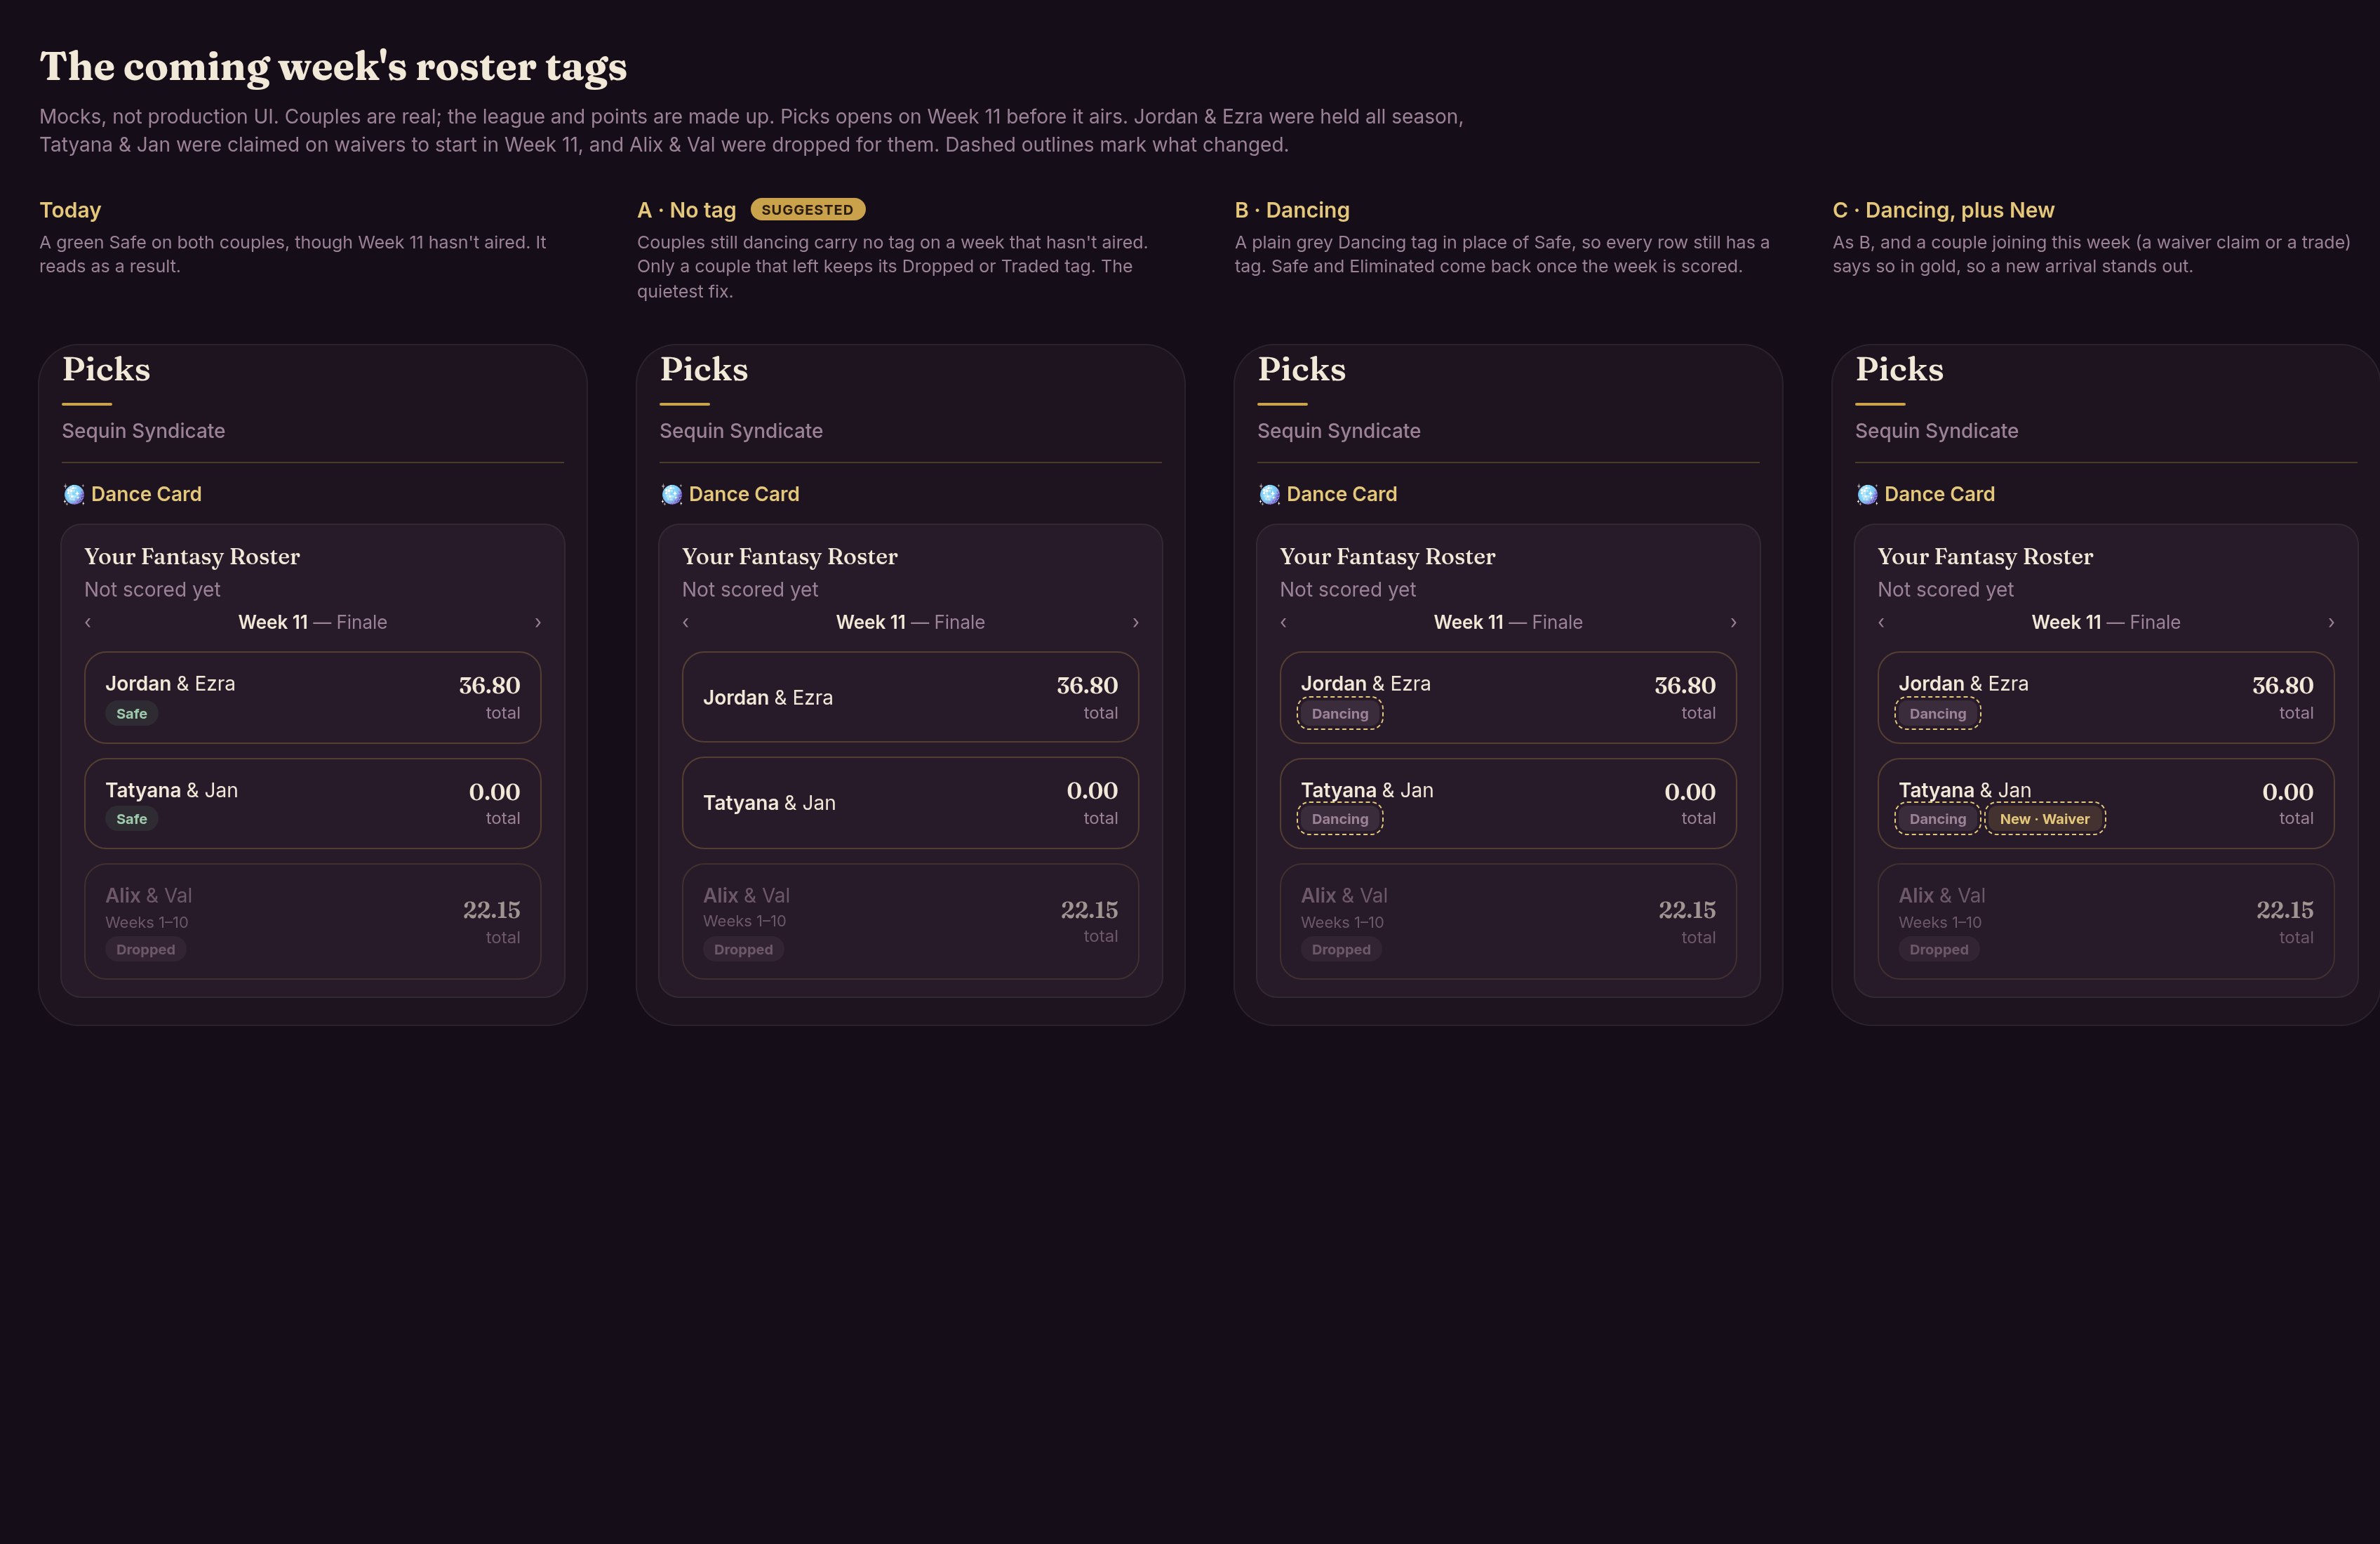 The coming week's roster tags
Mocks, not production UI. Couples are real; the league and points are made up. Picks opens on Week 11 before it airs. Jordan & Ezra were held all season,
Tatyana & Jan were claimed on waivers to start in Week 11, and Alix & Val were dropped for them. Dashed outlines mark what changed.
Today
A green Safe on both couples, though Week 11 hasn't aired. It
reads as a result.
Picks
Sequin Syndicate
Dance Card
Your Fantasy Roster
Not scored yet
‹ Week 11 — Finale ›
Jordan & Ezra 36.80
Safe total
Tatyana & Jan 0.00
Safe total
Alix & Val
Weeks 1–10 22.15
Dropped total
A · No tag SUGGESTED
Couples still dancing carry no tag on a week that hasn't aired.
Only a couple that left keeps its Dropped or Traded tag. The
quietest fix.
Picks
Sequin Syndicate
Dance Card
Your Fantasy Roster
Not scored yet
‹ Week 11 — Finale ›
Jordan & Ezra 36.80
total
Tatyana & Jan 0.00
total
Alix & Val
Weeks 1–10 22.15
Dropped total
B · Dancing
A plain grey Dancing tag in place of Safe, so every row still has a
tag. Safe and Eliminated come back once the week is scored.
Picks
Sequin Syndicate
Dance Card
Your Fantasy Roster
Not scored yet
‹ Week 11 — Finale ›
Jordan & Ezra 36.80
Dancing total
Tatyana & Jan 0.00
Dancing total
Alix & Val
Weeks 1–10 22.15
Dropped total
C · Dancing, plus New
As B, and a couple joining this week (a waiver claim or a trade)
says so in gold, so a new arrival stands out.
Picks
Sequin Syndicate
Dance Card
Your Fantasy Roster
Not scored yet
‹ Week 11 — Finale ›
Jordan & Ezra 36.80
Dancing total
Tatyana & Jan 0.00
Dancing New · Waiver total
Alix & Val
Weeks 1–10 22.15
Dropped total